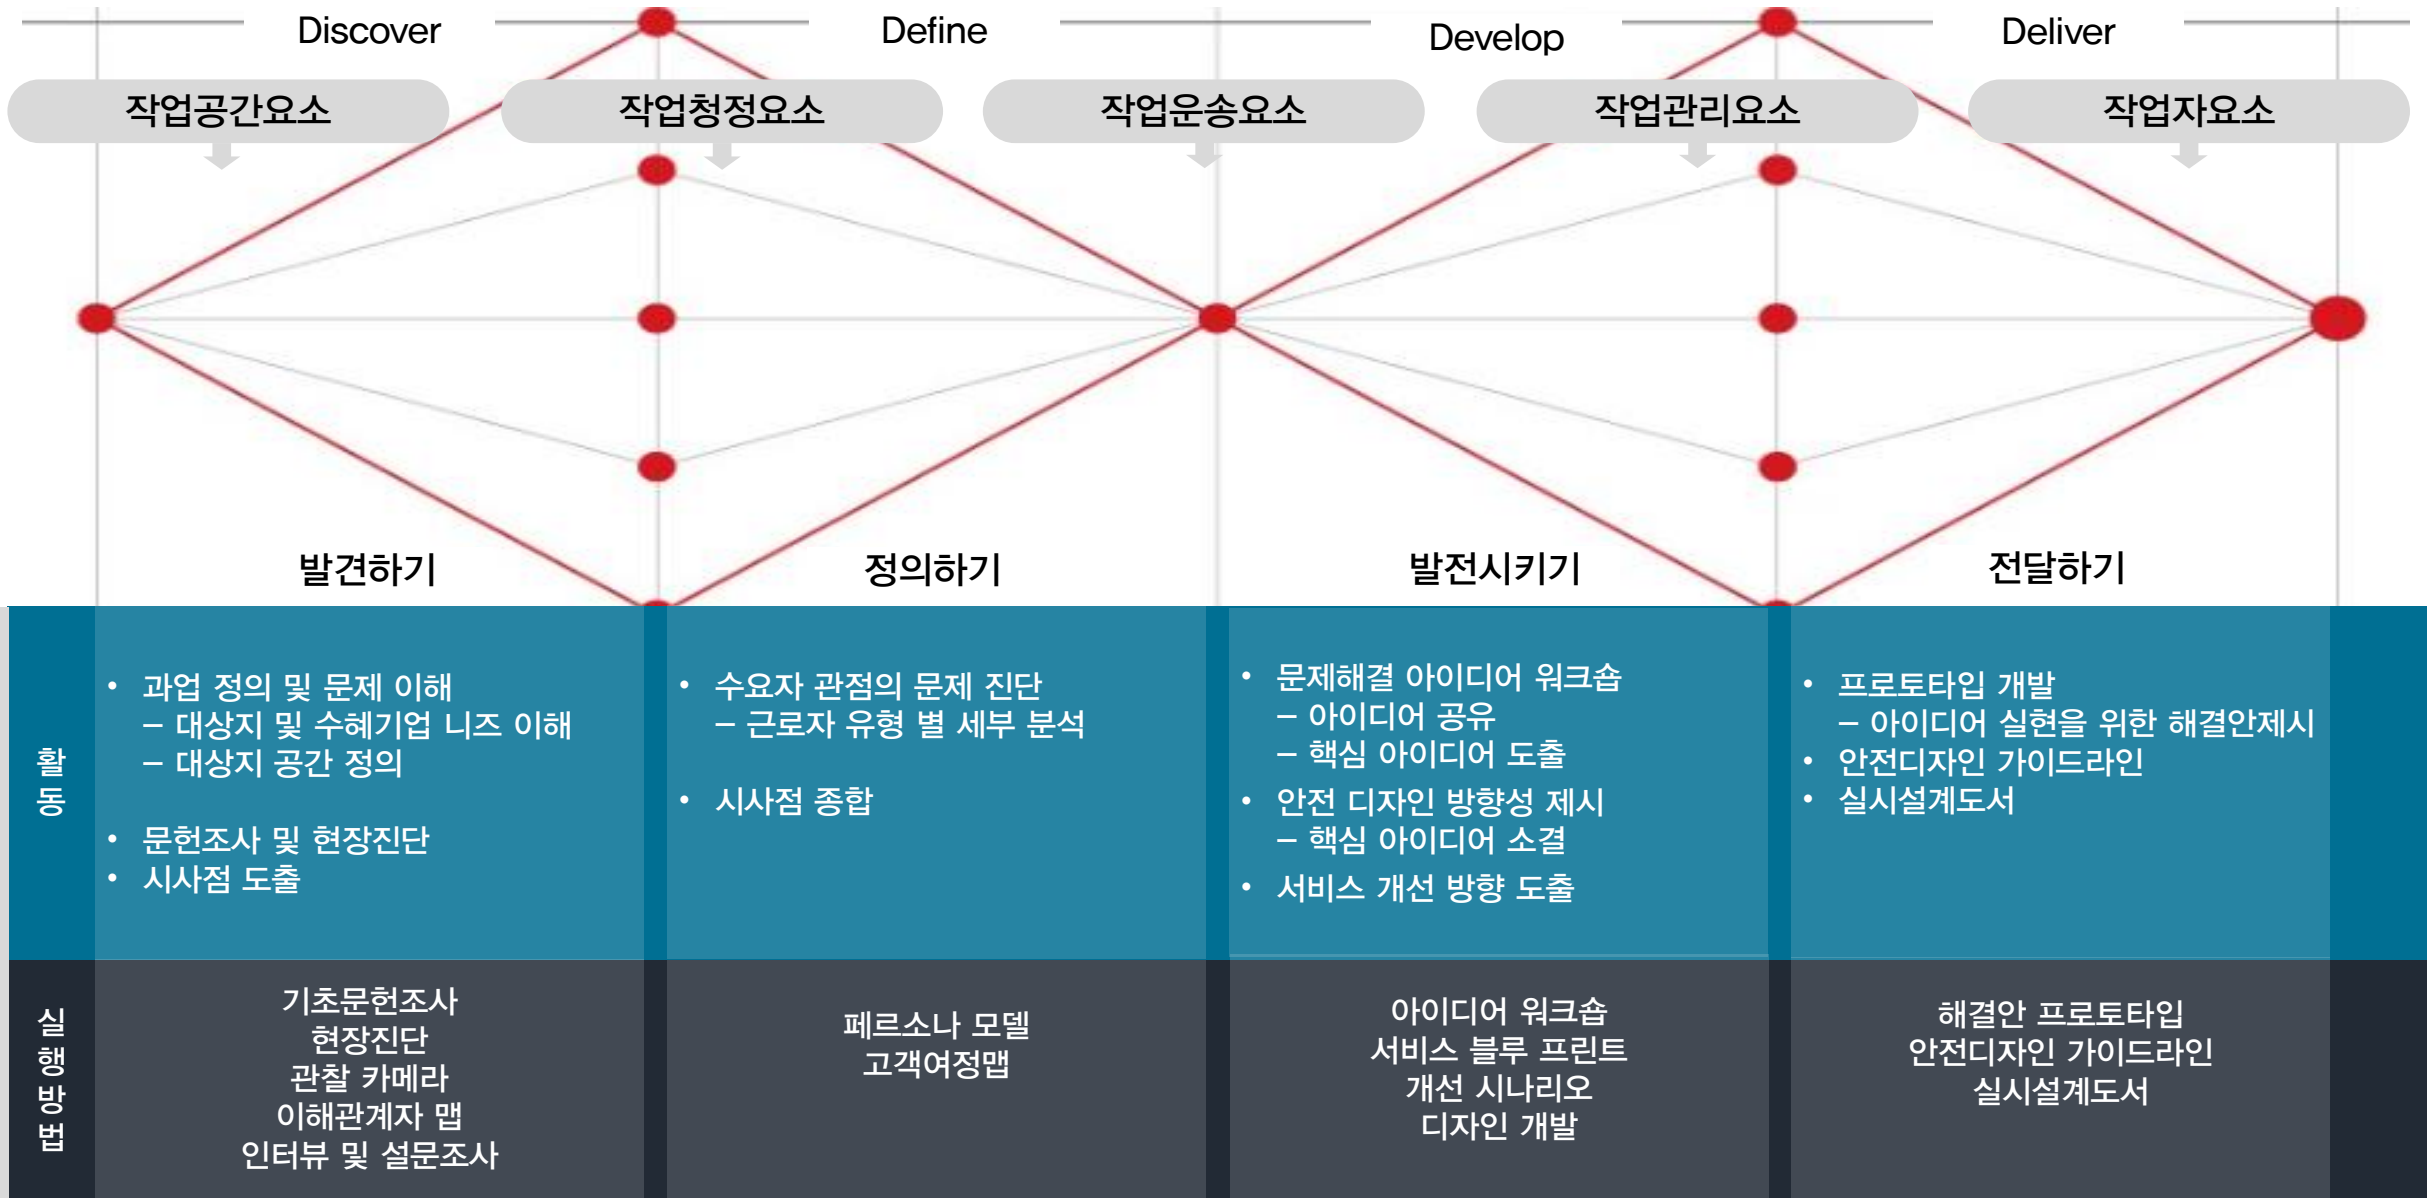 Discover
Define
Develop
Deliver
작업공간요소
작업청정요소
작업운송요소
작업관리요소
작업자요소
발견하기
정의하기
발전시키기
전달하기
활동
• 과업 정의 및 문제 이해
– 대상지 및 수혜기업 니즈 이해
– 대상지 공간 정의
• 문헌조사 및 현장진단
• 시사점 도출
• 수요자 관점의 문제 진단
– 근로자 유형 별 세부 분석
• 시사점 종합
• 문제해결 아이디어 워크숍
– 아이디어 공유
– 핵심 아이디어 도출
• 안전 디자인 방향성 제시
– 핵심 아이디어 소결
• 서비스 개선 방향 도출
• 프로토타입 개발
– 아이디어 실현을 위한 해결안제시
• 안전디자인 가이드라인
• 실시설계도서
실행방법
기초문헌조사
현장진단
관찰 카메라
이해관계자 맵
인터뷰 및 설문조사
페르소나 모델
고객여정맵
아이디어 워크숍
서비스 블루 프린트
개선 시나리오
디자인 개발
해결안 프로토타입
안전디자인 가이드라인
실시설계도서